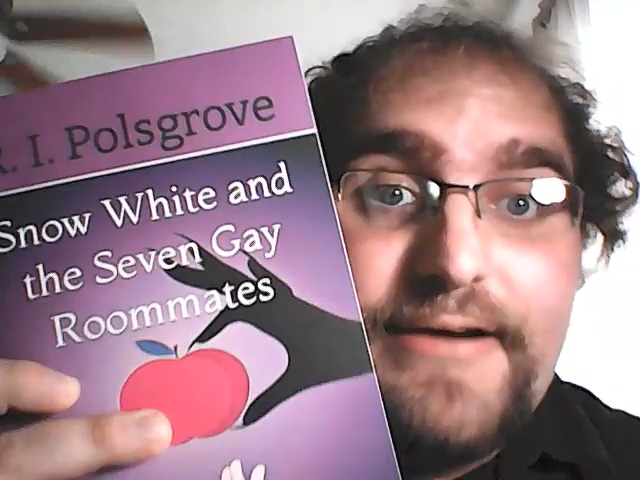 R. I. Polsgrove
Snow White and
the Seven Gay
Roommates